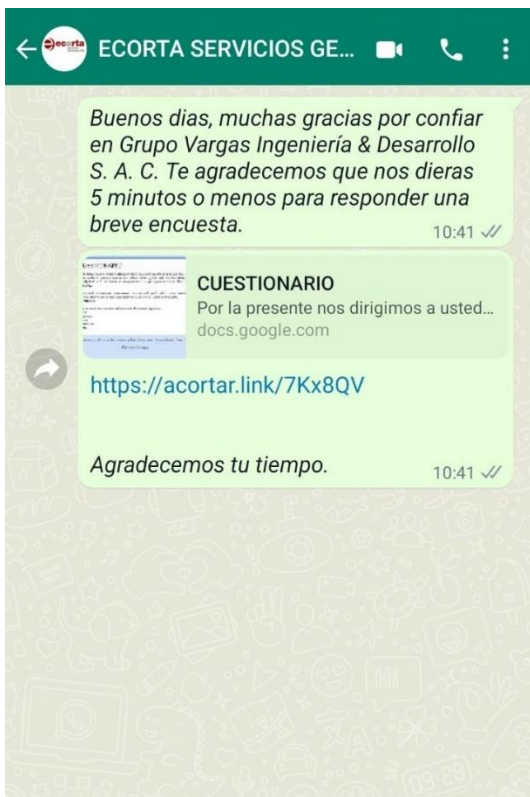 ecorta
ECORTA SERVICIOS GE...
Buenos dias, muchas gracias por confiar
en Grupo Vargas Ingeniería & Desarrollo
S. A. C. Te agradecemos que nos dieras
5 minutos o menos para responder una
breve encuesta.
10:41
CUESTIONARIO
Por la presente nos dirigimos a usted...
docs.google.com
https://acortar.link/7Kx8QV
Agradecemos tu tiempo.
10:41